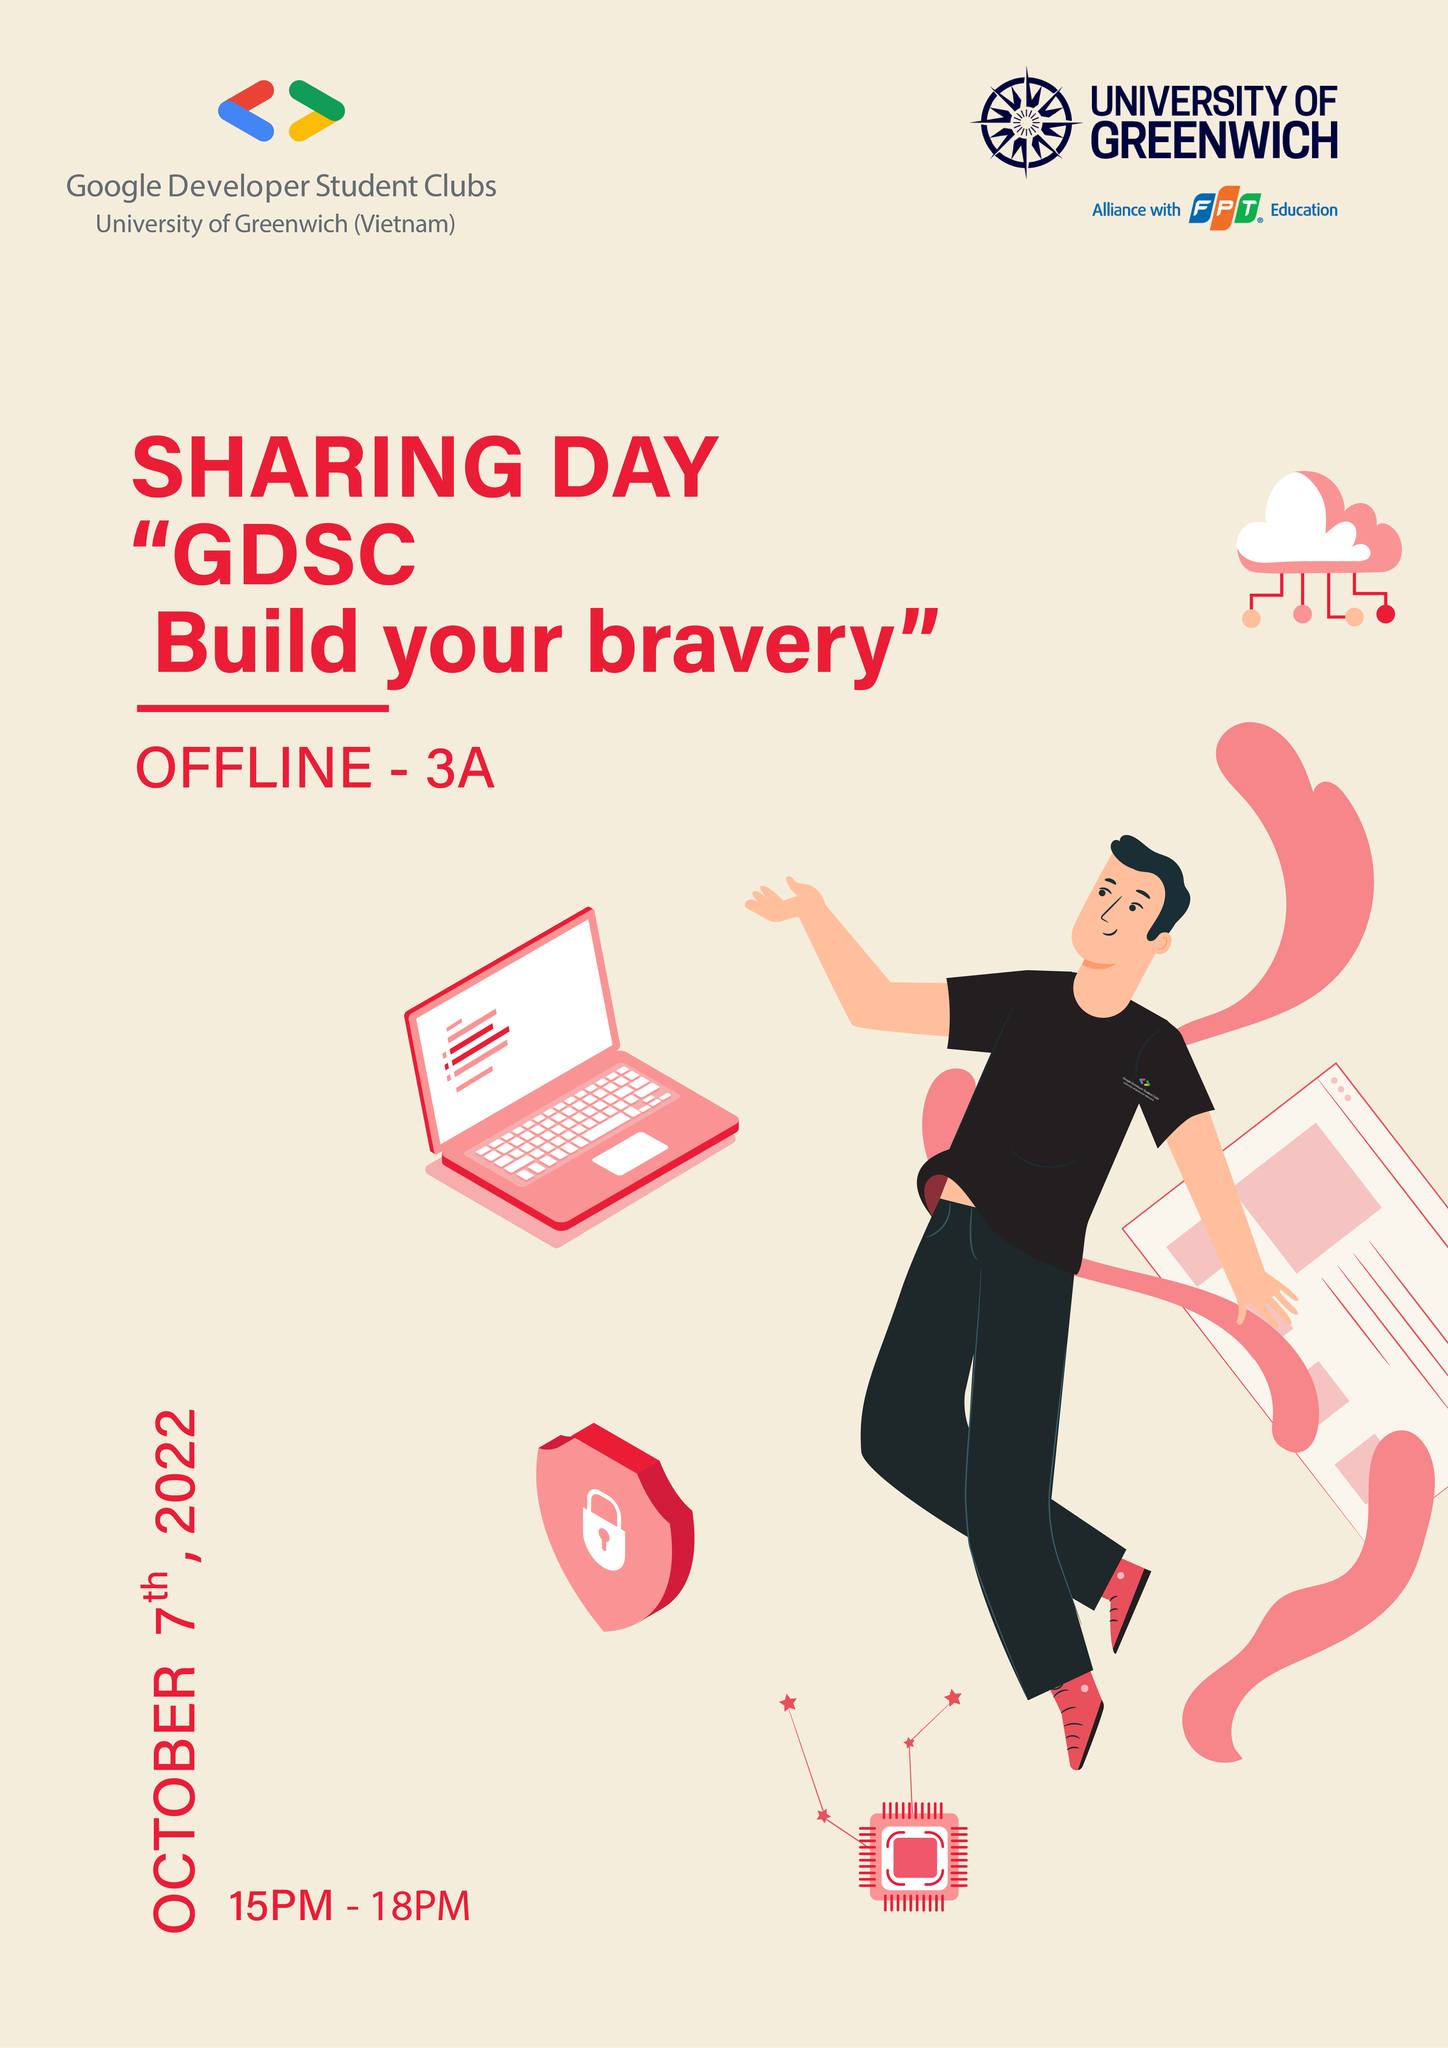 Google Developer Student Clubs
University of Greenwich (Vietnam)
UNIVERSITY OF
GREENWICH
Alliance with FPT® Education
SHARING DAY
“GDSC
Build your bravery”
OFFLINE - 3A
OCTOBER 7th, 2022
15PM - 18PM